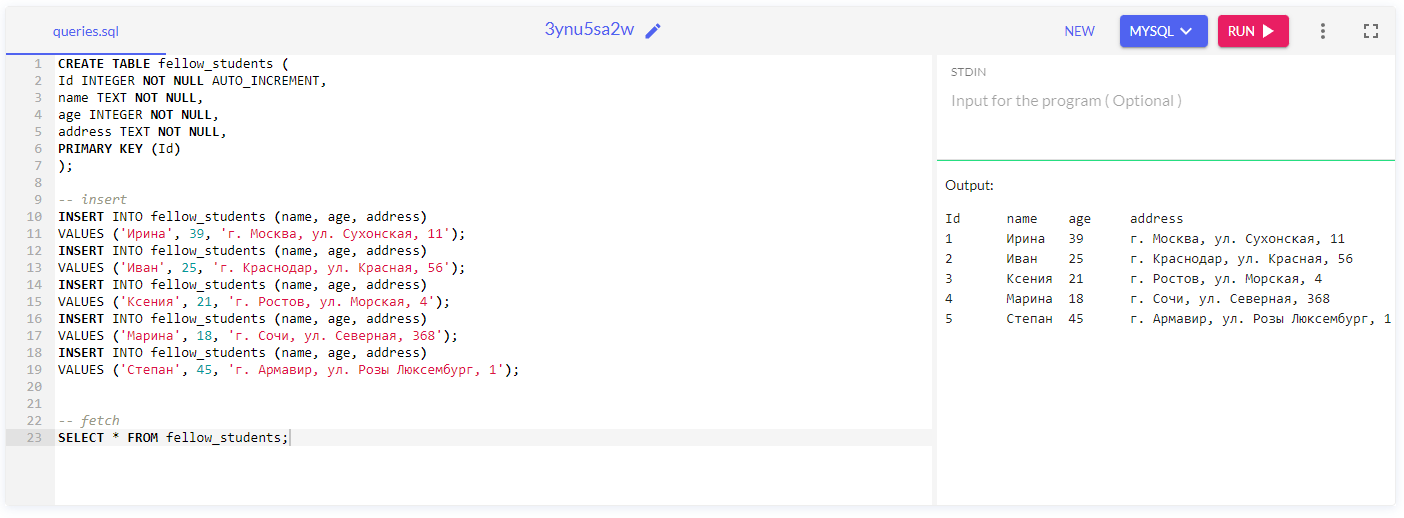 queries.sql
3ynu5sa2w
NEW
MYSQL
RUN
1 CREATE TABLE fellow_students (
2 Id INTEGER NOT NULL AUTO_INCREMENT,
3 name TEXT NOT NULL,
4 age INTEGER NOT NULL,
5 address TEXT NOT NULL,
6 PRIMARY KEY (Id)
7 );
8
9 -- insert
10 INSERT INTO fellow_students (name, age, address)
11 VALUES ('Ирина', 39, 'г. Москва, ул. Сухонская, 11');
12 INSERT INTO fellow_students (name, age, address)
13 VALUES ('Иван', 25, 'г. Краснодар, ул. Красная, 56');
14 INSERT INTO fellow_students (name, age, address)
15 VALUES ('Ксения', 21, 'г. Ростов, ул. Морская, 4');
16 INSERT INTO fellow_students (name, age, address)
17 VALUES ('Марина', 18, 'г. Сочи, ул. Северная, 368');
18 INSERT INTO fellow_students (name, age, address)
19 VALUES ('Степан', 45, 'г. Армавир, ул. Розы Люксембург, 1');
20
21
22 -- fetch
23 SELECT * FROM fellow_students;
STDIN
Input for the program ( Optional )
Output:
Id name age address
1 Ирина 39 г. Москва, ул. Сухонская, 11
2 Иван 25 г. Краснодар, ул. Красная, 56
3 Ксения 21 г. Ростов, ул. Морская, 4
4 Марина 18 г. Сочи, ул. Северная, 368
5 Степан 45 г. Армавир, ул. Розы Люксембург, 1